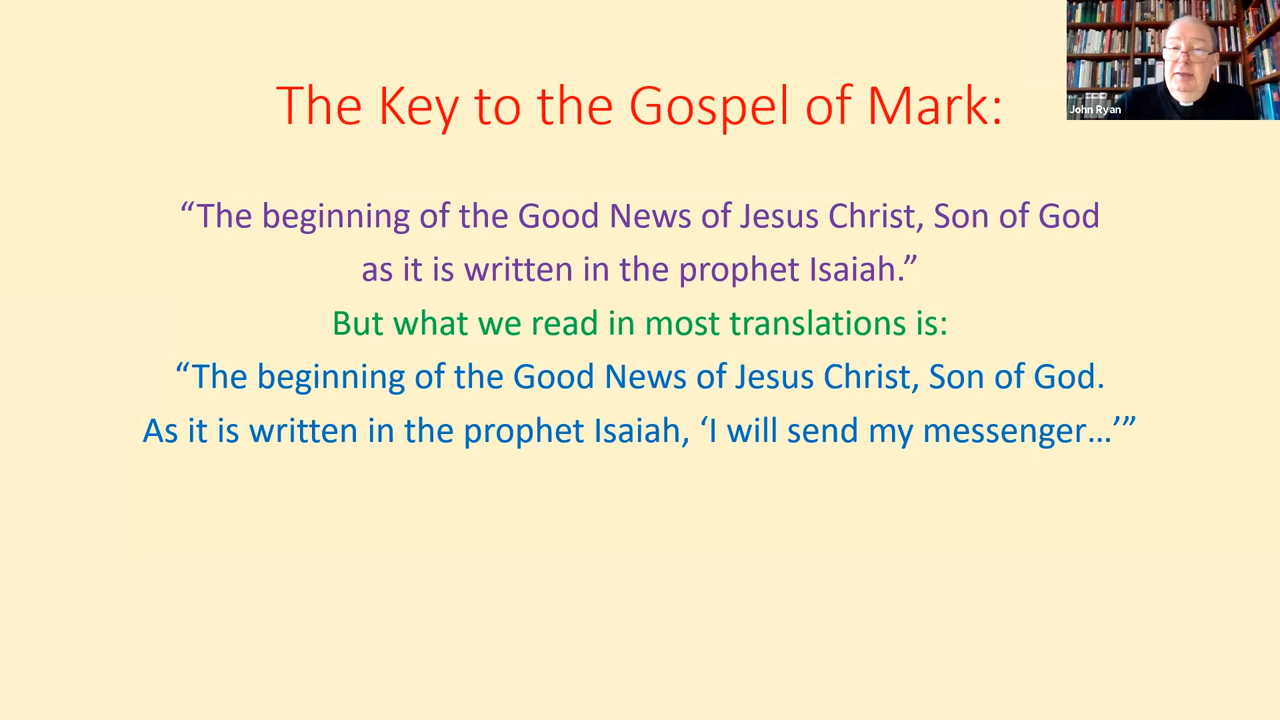 The Key to the Gospel of Mark:
John Ryan
“The beginning of the Good News of Jesus Christ, Son of God
as it is written in the prophet Isaiah.”
But what we read in most translations is:
“The beginning of the Good News of Jesus Christ, Son of God.
As it is written in the prophet Isaiah, ‘I will send my messenger…’”